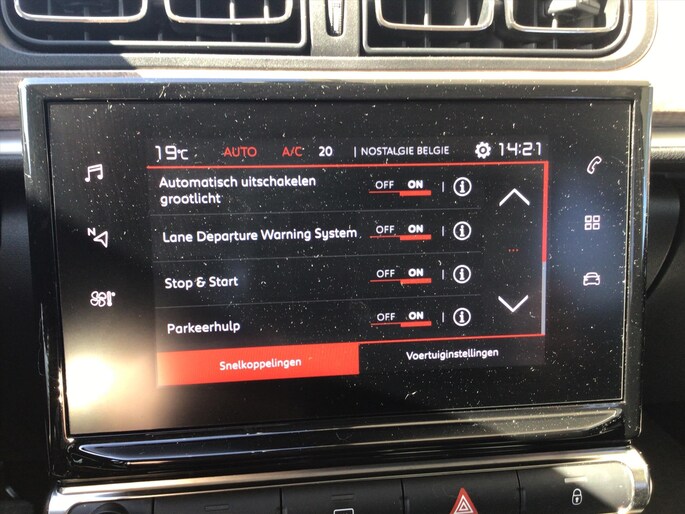 19°C AUTO A/C 20 | NOSTALGIE BELGIE 14:21
Automatisch uitschakelen
grootlicht
OFF ON | i
Lane Departure Warning System
OFF ON | i
Stop & Start
OFF ON | i
Parkeerhulp
OFF ON | i
N
Snelkoppelingen
Voertuiginstellingen